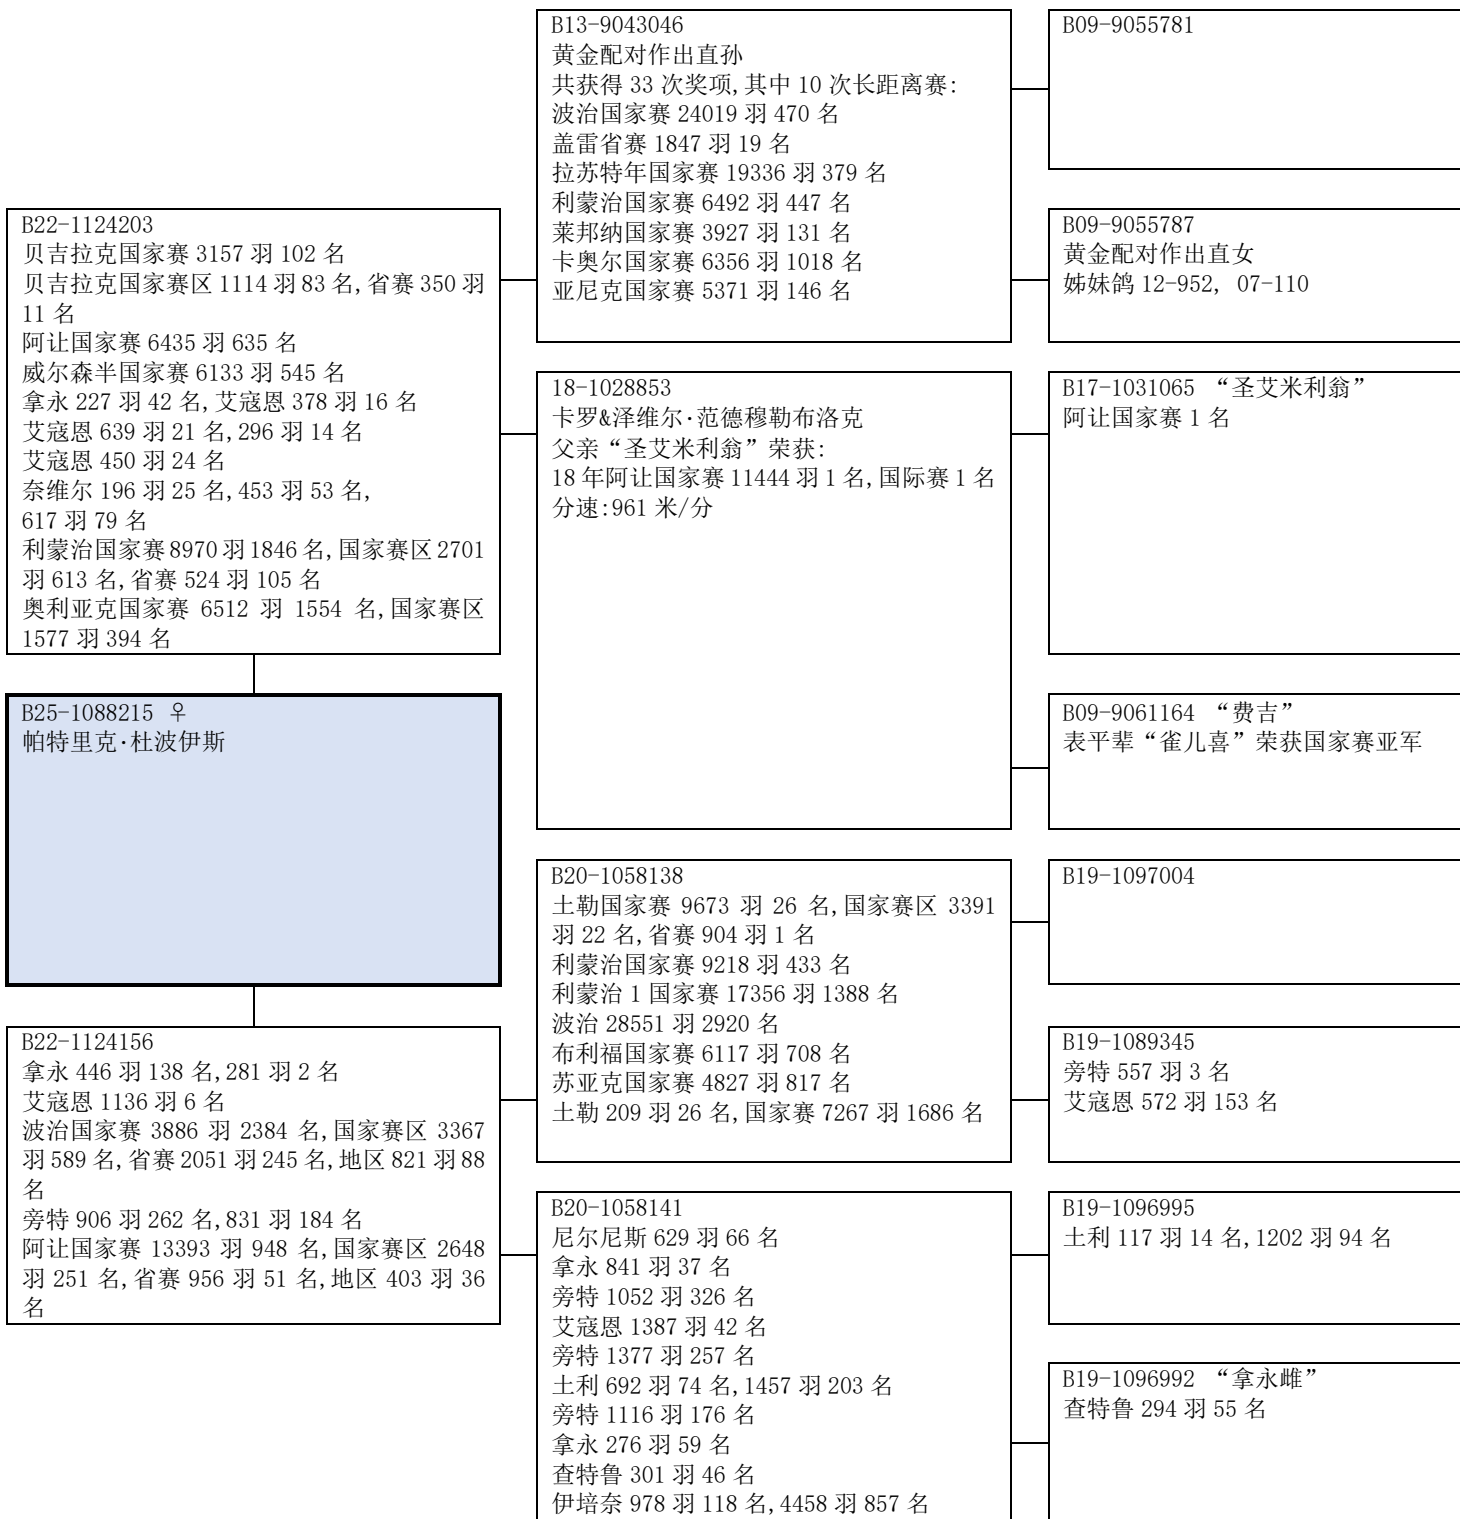 B22-1124203
贝吉拉克国家赛 3157 羽 102 名
贝吉拉克国家赛区 1114 羽 83 名,省赛 350 羽
11 名
阿让国家赛 6435 羽 635 名
威尔森半国家赛 6133 羽 545 名
拿永 227 羽 42 名,艾寇恩 378 羽 16 名
艾寇恩 639 羽 21 名,296 羽 14 名
艾寇恩 450 羽 24 名
奈维尔 196 羽 25 名,453 羽 53 名,
617 羽 79 名
利蒙治国家赛 8970 羽 1846 名,国家赛区 2701
羽 613 名,省赛 524 羽 105 名
奥利亚克国家赛 6512 羽 1554 名,国家赛区
1577 羽 394 名
B25-1088215 ♀
帕特里克·杜波伊斯
B22-1124156
拿永 446 羽 138 名,281 羽 2 名
艾寇恩 1136 羽 6 名
波治国家赛 3886 羽 2384 名,国家赛区 3367
羽 589 名,省赛 2051 羽 245 名,地区 821 羽 88
名
旁特 906 羽 262 名,831 羽 184 名
阿让国家赛 13393 羽 948 名,国家赛区 2648
羽 251 名,省赛 956 羽 51 名,地区 403 羽 36
名
B13-9043046
黄金配对作出直孙
共获得 33 次奖项,其中 10 次长距离赛:
波治国家赛 24019 羽 470 名
盖雷省赛 1847 羽 19 名
拉苏特年国家赛 19336 羽 379 名
利蒙治国家赛 6492 羽 447 名
莱邦纳国家赛 3927 羽 131 名
卡奥尔国家赛 6356 羽 1018 名
亚尼克国家赛 5371 羽 146 名
18-1028853
卡罗&泽维尔·范德穆勒布洛克
父亲“圣艾米利翁”荣获:
18 年阿让国家赛 11444 羽 1 名,国际赛 1 名
分速:961 米/分
B20-1058138
土勒国家赛 9673 羽 26 名,国家赛区 3391
羽 22 名,省赛 904 羽 1 名
利蒙治国家赛 9218 羽 433 名
利蒙治 1 国家赛 17356 羽 1388 名
波治 28551 羽 2920 名
布利福国家赛 6117 羽 708 名
苏亚克国家赛 4827 羽 817 名
土勒 209 羽 26 名,国家赛 7267 羽 1686 名
B20-1058141
尼尔尼斯 629 羽 66 名
拿永 841 羽 37 名
旁特 1052 羽 326 名
艾寇恩 1387 羽 42 名
旁特 1377 羽 257 名
土利 692 羽 74 名,1457 羽 203 名
旁特 1116 羽 176 名
拿永 276 羽 59 名
查特鲁 301 羽 46 名
伊培奈 978 羽 118 名,4458 羽 857 名
B09-9055781
B09-9055787
黄金配对作出直女
姊妹鸽 12-952, 07-110
B17-1031065 “圣艾米利翁”
阿让国家赛 1 名
B09-9061164 “费吉”
表平辈“雀儿喜”荣获国家赛亚军
B19-1097004
B19-1089345
旁特 557 羽 3 名
艾寇恩 572 羽 153 名
B19-1096995
土利 117 羽 14 名,1202 羽 94 名
B19-1096992 “拿永雌”
查特鲁 294 羽 55 名